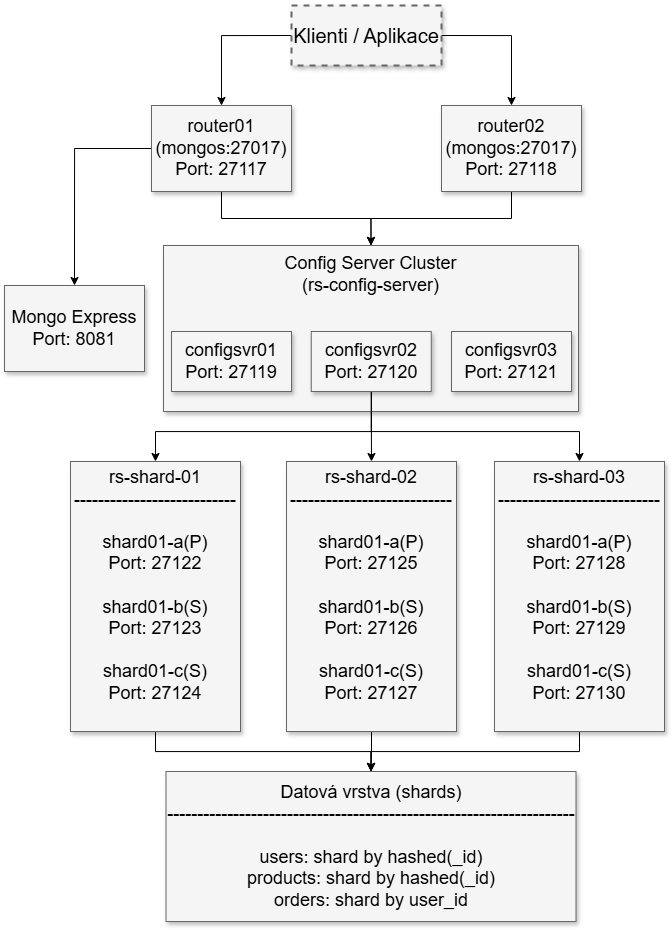 Klienti / Aplikace
router01
(mongos:27017)
Port: 27117
router02
(mongos:27017)
Port: 27118
Mongo Express
Port: 8081
Config Server Cluster
(rs-config-server)
configsvr01
Port: 27119
configsvr02
Port: 27120
configsvr03
Port: 27121
rs-shard-01
shard01-a(P)
Port: 27122
shard01-b(S)
Port: 27123
shard01-c(S)
Port: 27124
rs-shard-02
shard01-a(P)
Port: 27125
shard01-b(S)
Port: 27126
shard01-c(S)
Port: 27127
rs-shard-03
shard01-a(P)
Port: 27128
shard01-b(S)
Port: 27129
shard01-c(S)
Port: 27130
Datová vrstva (shards)
users: shard by hashed(_id)
products: shard by hashed(_id)
orders: shard by user_id